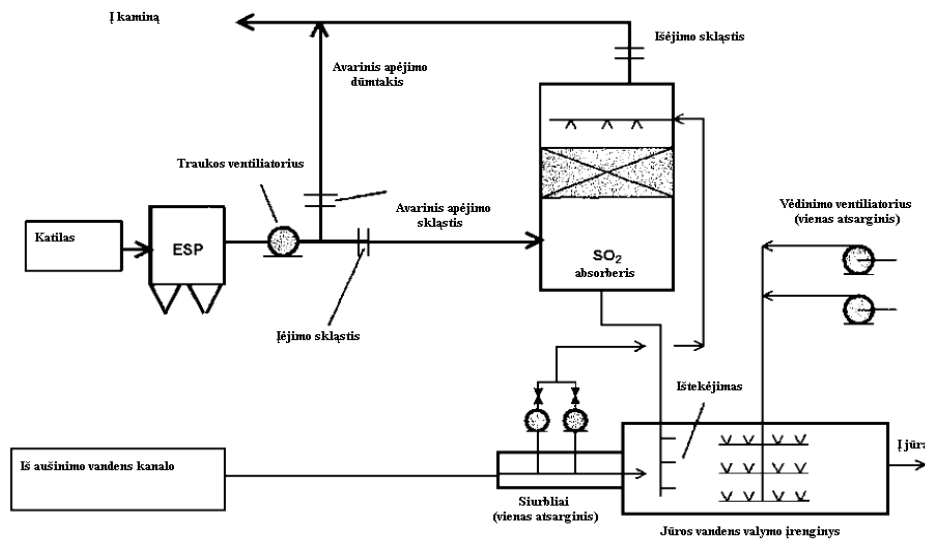 Į kaminą
Išėjimo skląstis
Avarinis apėjimo
dūmtakis
Traukos ventiliatorius
Avarinis apėjimo
skląstis
Vėdinimo ventiliatorius
(vienas atsarginis)
Katilas
ESP
SO2
absorberis
Įėjimo skląstis
Ištekėjimas
Iš aušinimo vandens kanalo
Į jūrą
Siurbliai
(vienas atsarginis)
Jūros vandens valymo įrenginys